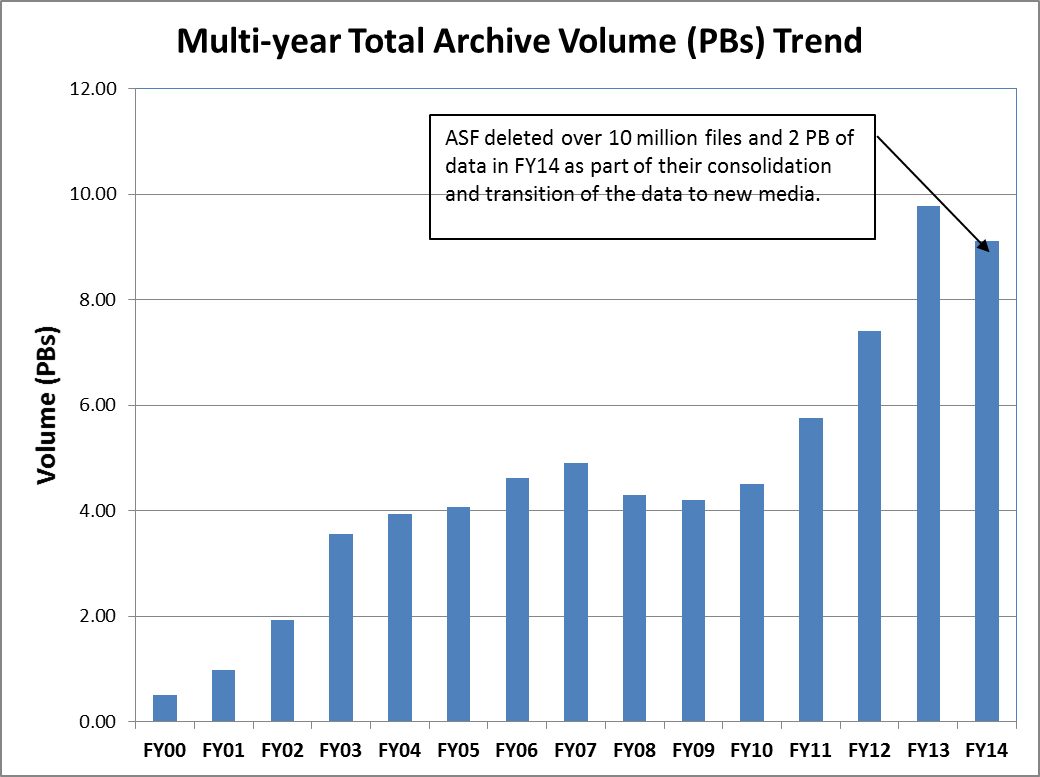 Multi-year Total Archive Volume (PBs) Trend
12.00
ASF deleted over 10 million files and 2 PB of
data in FY14 as part of their consolidation
and transition of the data to new media.
10.00
8.00
6.00
4.00
2.00
0.00
Volume (PBs)
FY00 FY01 FY02 FY03 FY04 FY05 FY06 FY07 FY08 FY09 FY10 FY11 FY12 FY13 FY14